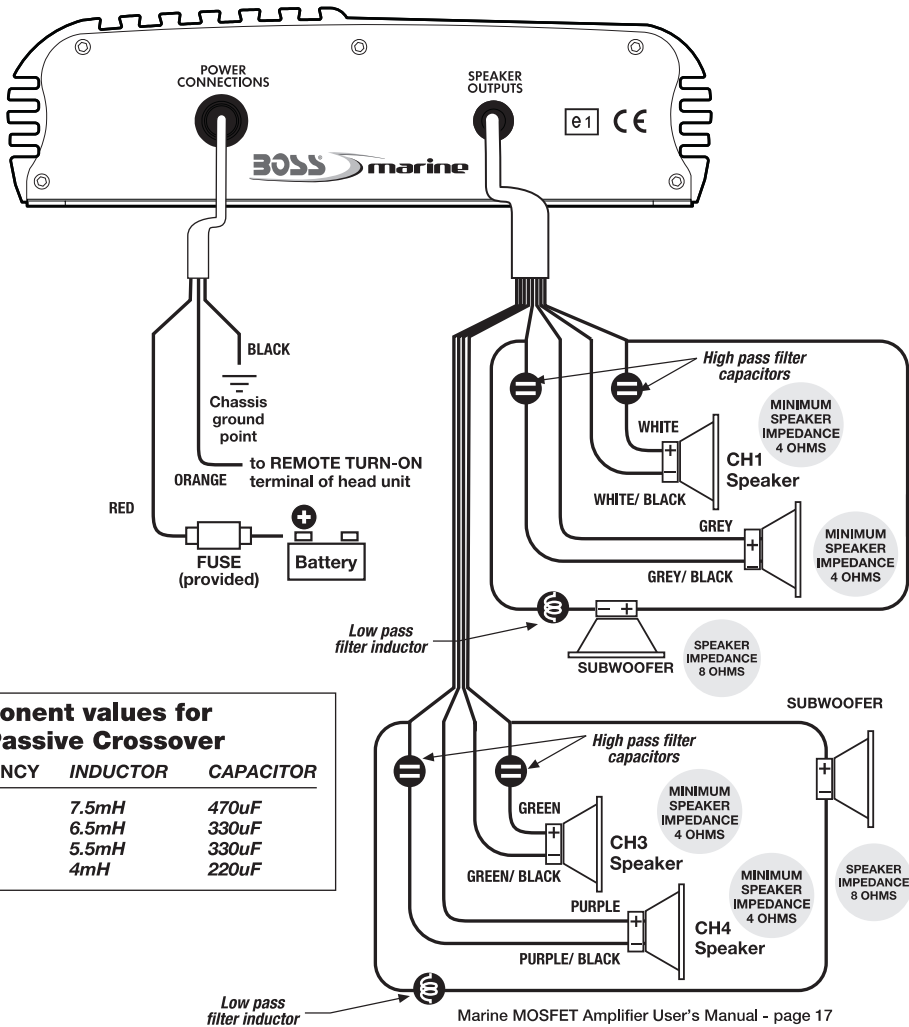 POWER
CONNECTIONS
SPEAKER
OUTPUTS
e1 CE
BOSS marine
BLACK
Chassis
ground
point
ORANGE
to REMOTE TURN-ON
terminal of head unit
RED
FUSE
(provided)
+
Battery
High pass filter
capacitors
WHITE
MINIMUM
SPEAKER
IMPEDANCE
4 OHMS
+
–
CH1
Speaker
WHITE/ BLACK
GREY
+
–
MINIMUM
SPEAKER
IMPEDANCE
4 OHMS
GREY/ BLACK
Low pass
filter inductor
– +
SUBWOOFER
SPEAKER
IMPEDANCE
8 OHMS
onent values for
Passive Crossover
NCY INDUCTOR CAPACITOR
7.5mH 470uF
6.5mH 330uF
5.5mH 330uF
4mH 220uF
SUBWOOFER
+
–
SPEAKER
IMPEDANCE
8 OHMS
High pass filter
capacitors
GREEN
MINIMUM
SPEAKER
IMPEDANCE
4 OHMS
+
–
CH3
Speaker
GREEN/ BLACK
PURPLE
MINIMUM
SPEAKER
IMPEDANCE
4 OHMS
+
–
CH4
Speaker
PURPLE/ BLACK
Low pass
filter inductor
Marine MOSFET Amplifier User's Manual - page 17